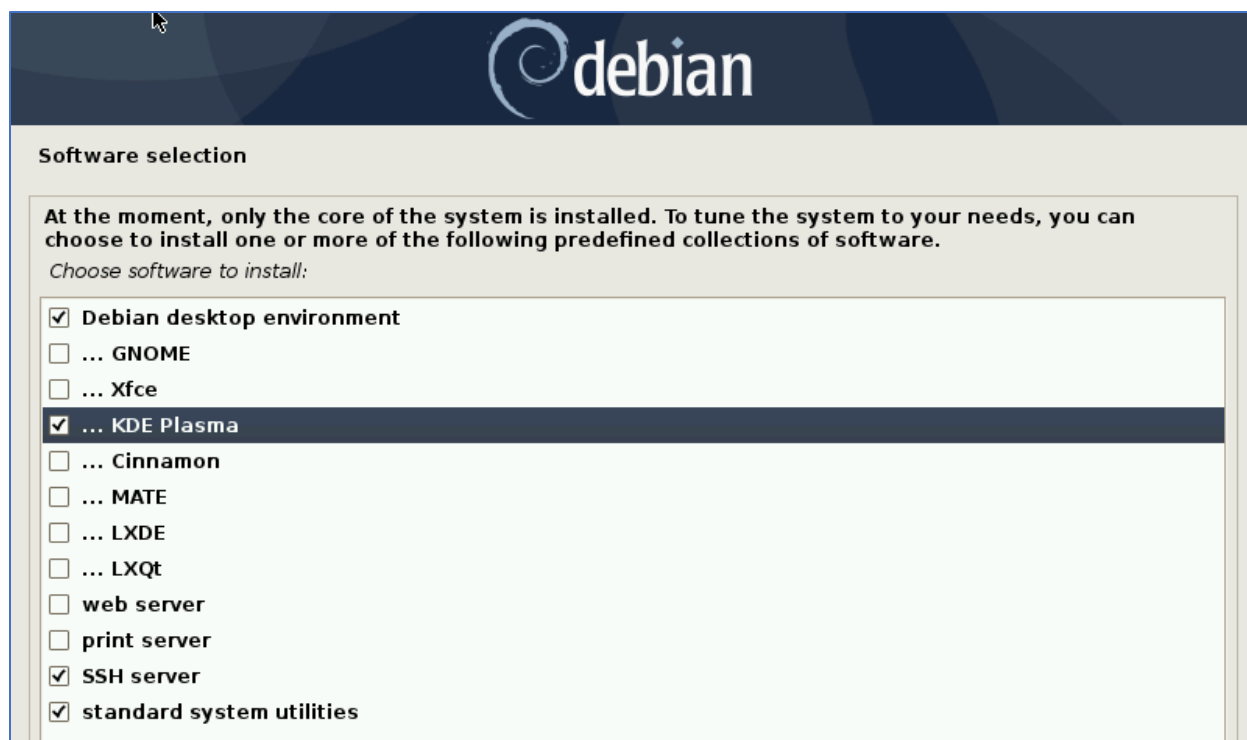 debian
Software selection
At the moment, only the core of the system is installed. To tune the system to your needs, you can
choose to install one or more of the following predefined collections of software.
Choose software to install:
Debian desktop environment
... GNOME
... Xfce
... KDE Plasma
... Cinnamon
... MATE
... LXDE
... LXQt
web server
print server
SSH server
standard system utilities